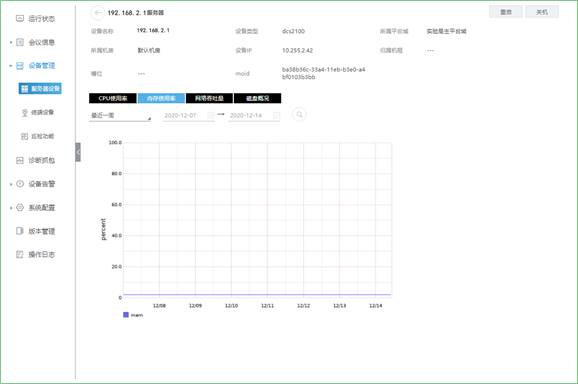 运行状态
会议信息
设备管理
服务器设备
终端设备
巡检功能
诊断抓包
设备告警
系统配置
版本管理
操作日志
192. 168. 2. 1服务器
重启 关机
设备名称 192. 168. 2. 1 设备类型 dcs2100 所属平台域 实验是主平台域
所属机房 默认机房 设备IP 10.255.2.42 归属机框 ---
槽位 --- moid ba38b36c-33a4-11eb-b3e0-a4
bf0103b3bb
CPU使用率 内存使用率 网络吞吐量 磁盘概况
最近一周 2020-12-07 → 2020-12-14
percent
100.0
80.0
60.0
40.0
20.0
0
12/08 12/09 12/10 12/11 12/12 12/13 12/14
mem